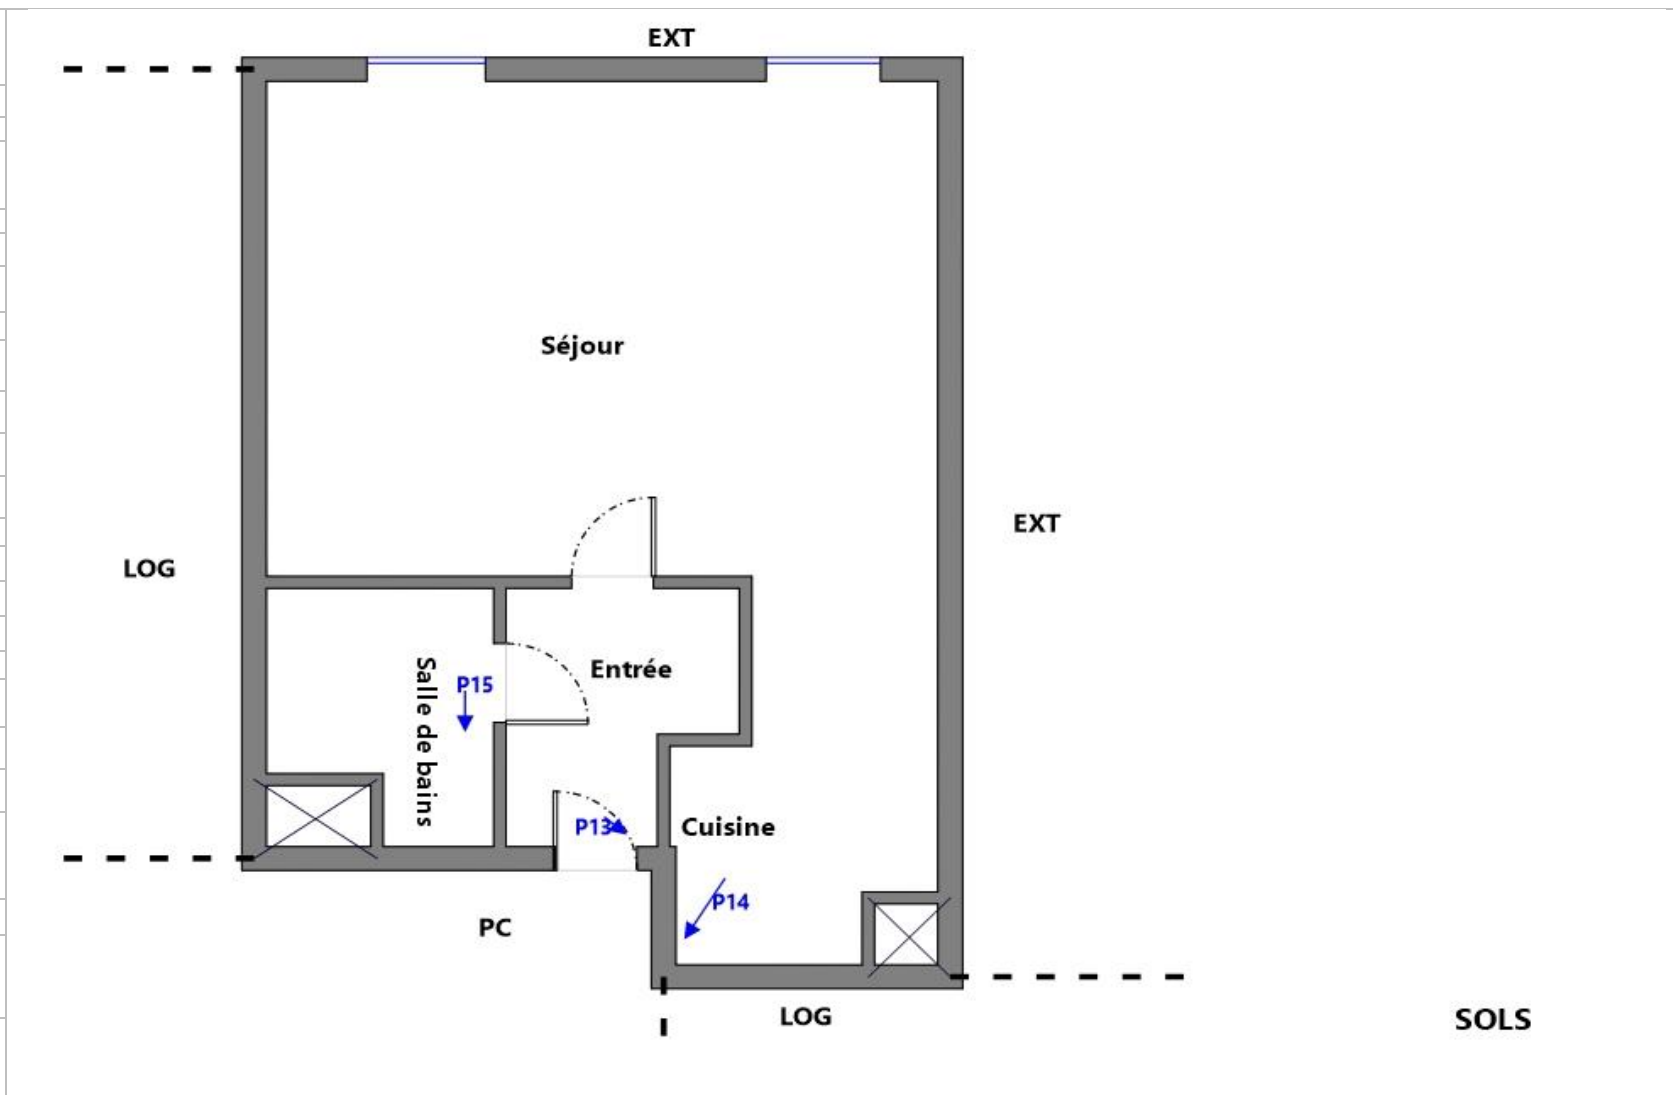 EXT
Séjour
EXT
LOG
Entrée
Salle de bains
P15
P13
Cuisine
P14
PC
LOG
SOLS